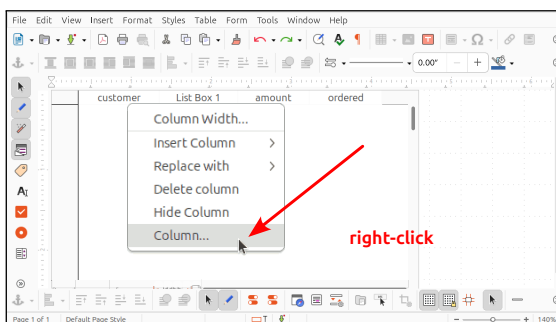 File Edit View Insert Format Styles Table Form Tools Window Help
0.00"
customer List Box 1 amount ordered
Column Width...
Insert Column
Replace with
Delete column
Hide Column
Column...
right-click
Page 1 of 1 Default Page Style 140%